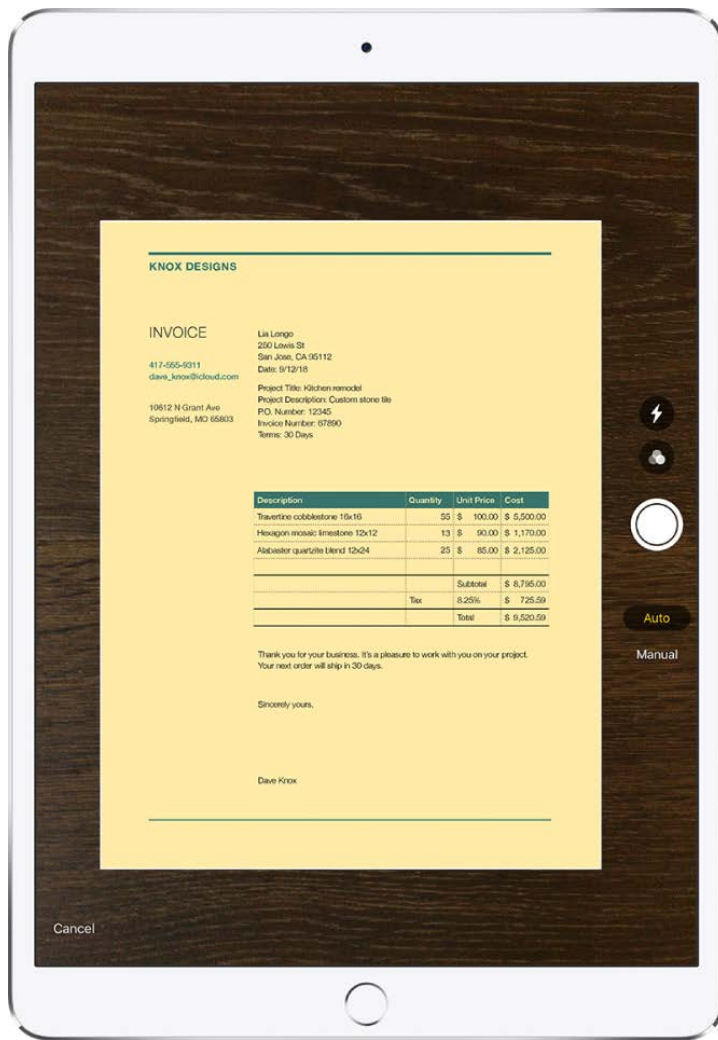 KNOX DESIGNS
INVOICE
417-555-9311
dave_knox@icloud.com
10612 N Grant Ave
Springfield, MO 65803
Lia Longo
250 Lewis St
San Jose, CA 95112
Date: 9/12/18
Project Title: Kitchen remodel
Project Description: Custom stone tile
P.O. Number: 12345
Invoice Number: 67890
Terms: 30 Days
Description Quantity Unit Price Cost
Travertine cobblestone 16x16 55 $ 100.00 $ 5,500.00
Hexagon mosaic limestone 12x12 13 $ 90.00 $ 1,170.00
Alabaster quartzite blend 12x24 25 $ 85.00 $ 2,125.00
Subtotal $ 8,795.00
Tax 8.25% $ 725.59
Total $ 9,520.59
Thank you for your business. It's a pleasure to work with you on your project.
Your next order will ship in 30 days.
Sincerely yours,
Dave Knox
Auto
Manual
Cancel